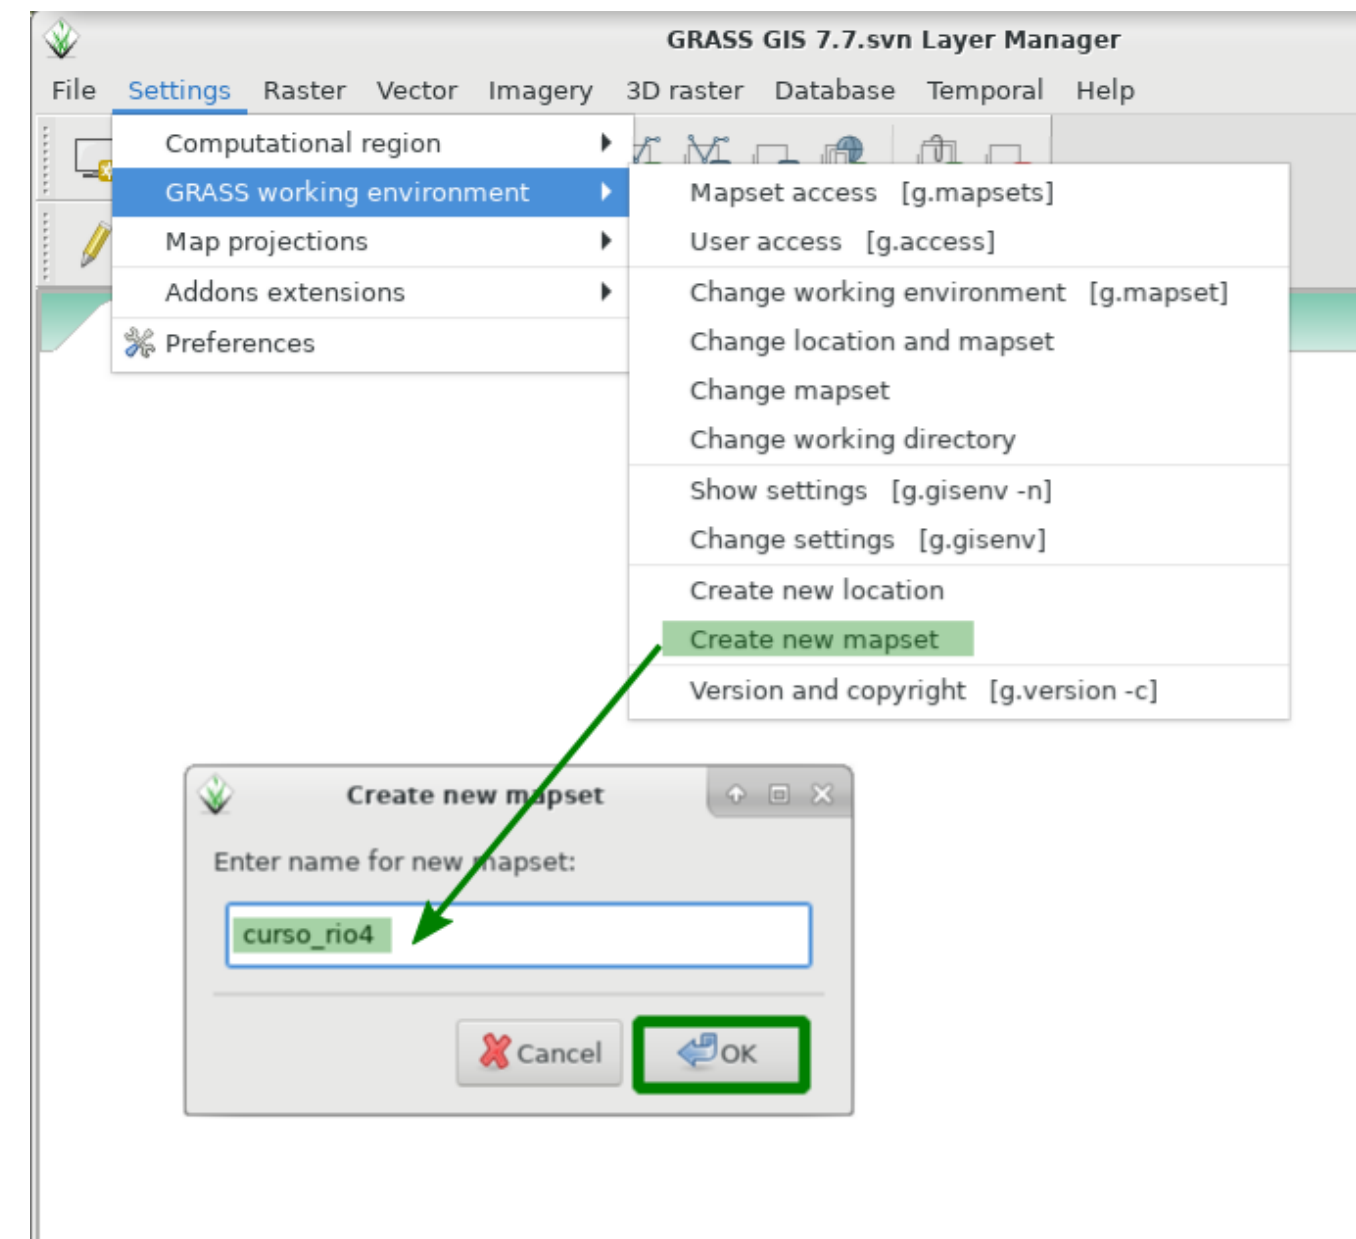 GRASS GIS 7.7.svn Layer Manager
File Settings Raster Vector Imagery 3D raster Database Temporal Help
Computational region
GRASS working environment
Map projections
Addons extensions
Preferences
Mapset access [g.mapsets]
User access [g.access]
Change working environment [g.mapset]
Change location and mapset
Change mapset
Change working directory
Show settings [g.gisenv -n]
Change settings [g.gisenv]
Create new location
Create new mapset
Version and copyright [g.version -c]
Create new mapset
Enter name for new mapset:
curso_rio4
Cancel OK